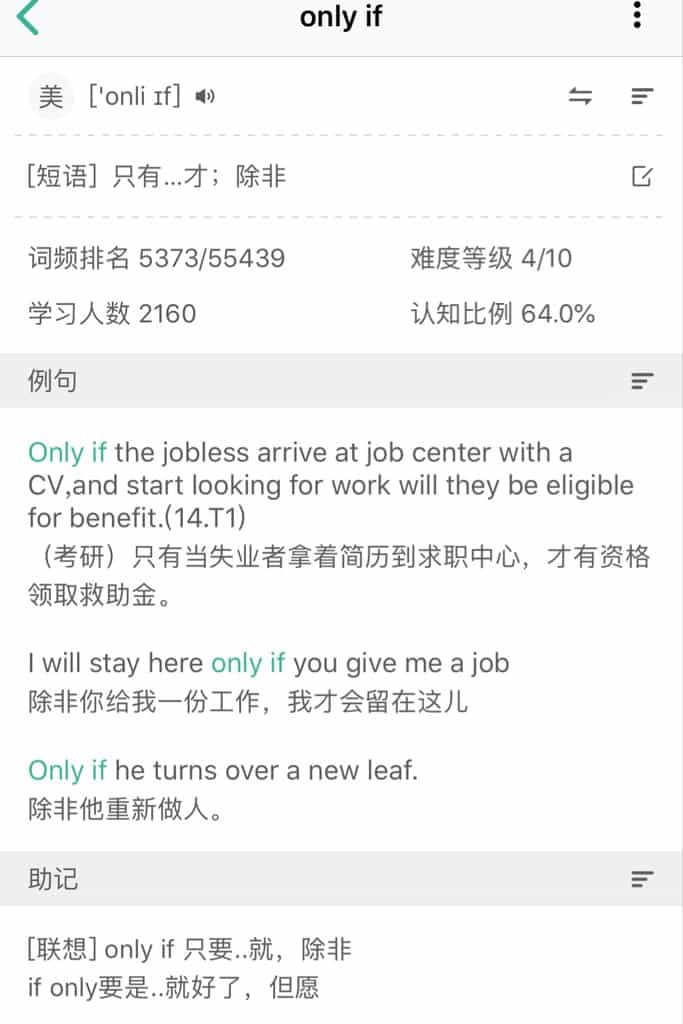 only if
美 ['onli ɪf]
[短语] 只有...才；除非
词频排名 5373/55439
难度等级 4/10
学习人数 2160
认知比例 64.0%
例句
Only if the jobless arrive at job center with a
CV,and start looking for work will they be eligible
for benefit.(14.T1)
（考研）只有当失业者拿着简历到求职中心，才有资格
领取救助金。
I will stay here only if you give me a job
除非你给我一份工作，我才会留在这儿
Only if he turns over a new leaf.
除非他重新做人。
助记
[联想] only if 只要..就，除非
if only要是..就好了，但愿